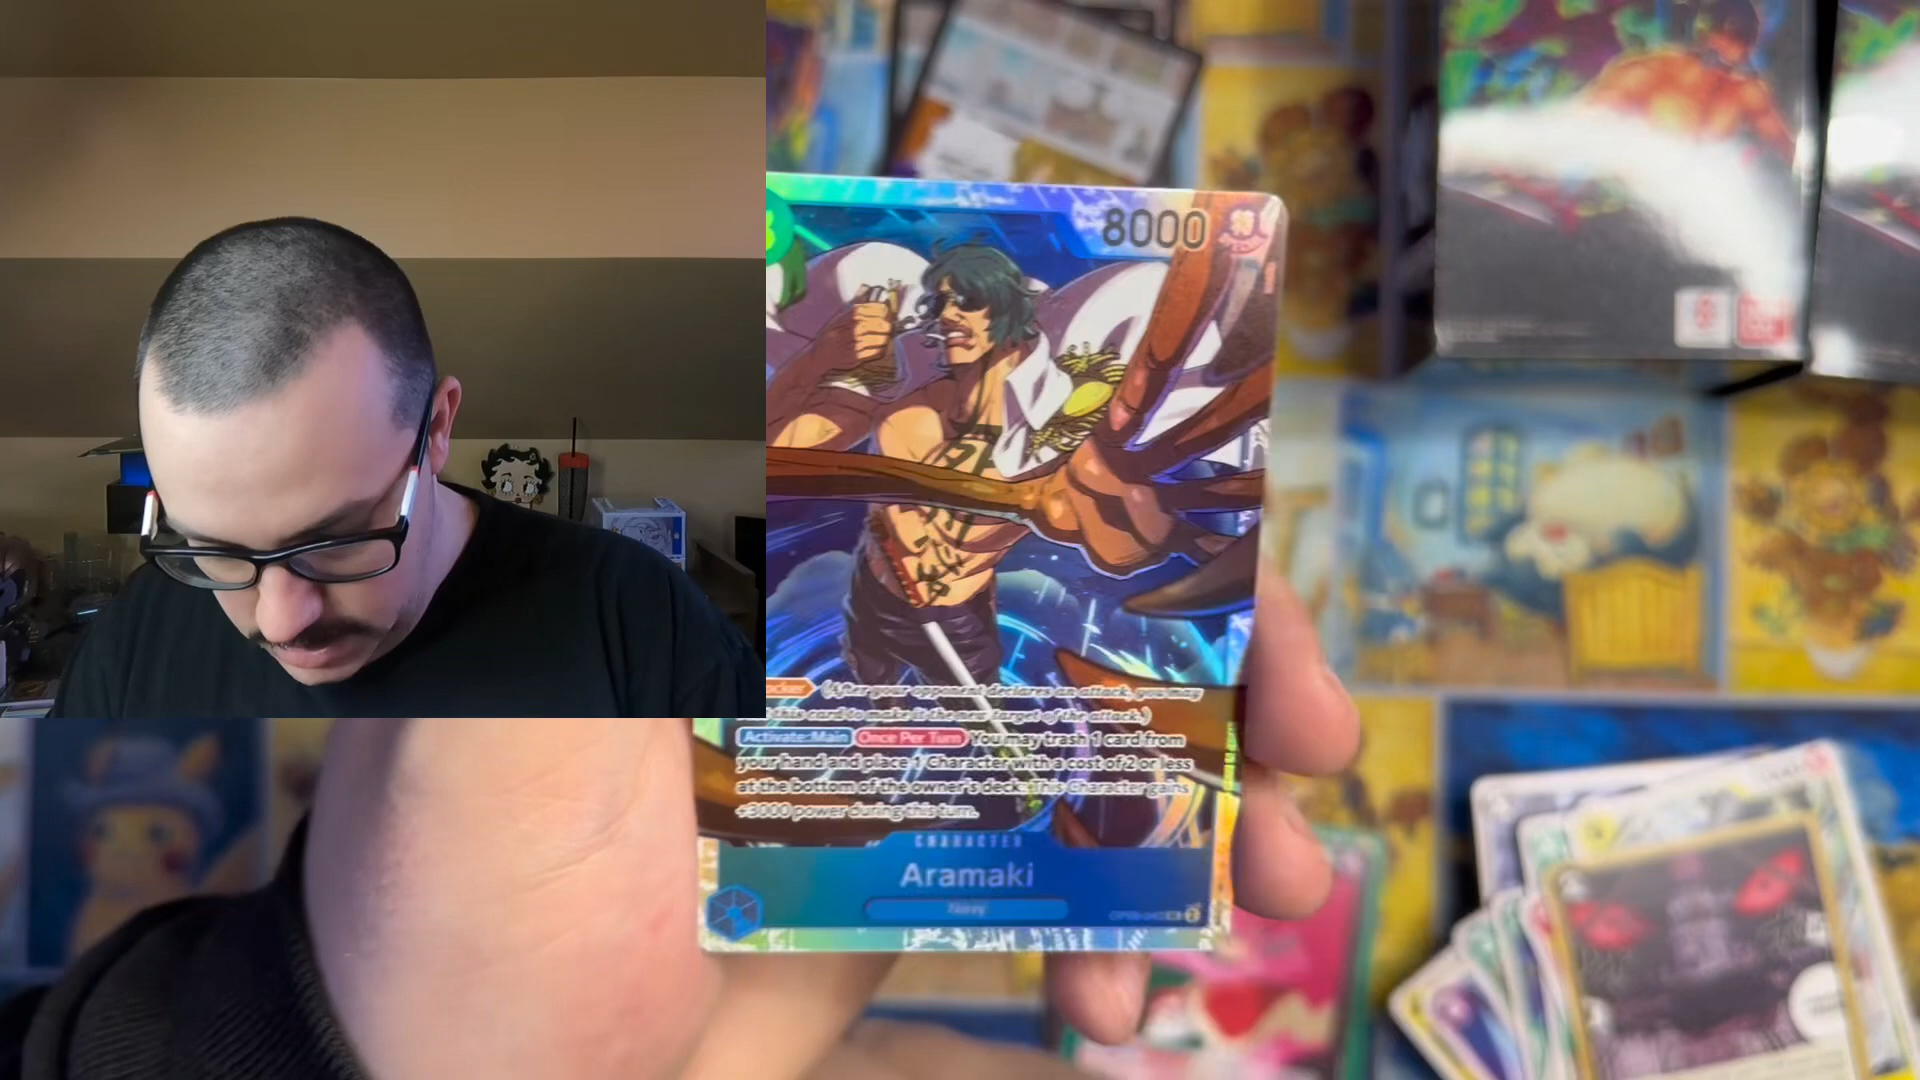 8000
特
(After your opponent declares an attack, you may
this card to make it the new target of the attack.)
Activate:Main Once Per Turn You may trash 1 card from
your hand and place 1 Character with a cost of 2 or less
at the bottom of the owner's deck: This Character gains
+3000 power during this turn.
CHARACTER
Aramaki
Navy